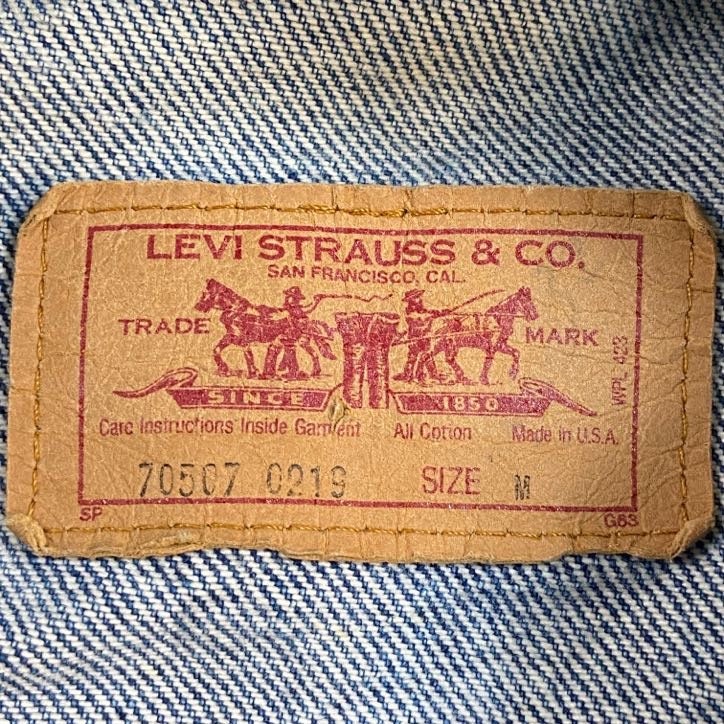 LEVI STRAUSS & CO.
SAN FRANCISCO, CAL.
TRADE MARK
SINCE 1850
WPL 423
Care Instructions Inside Garment All Cotton Made in U.S.A.
70507 0219 SIZE M
SP G63